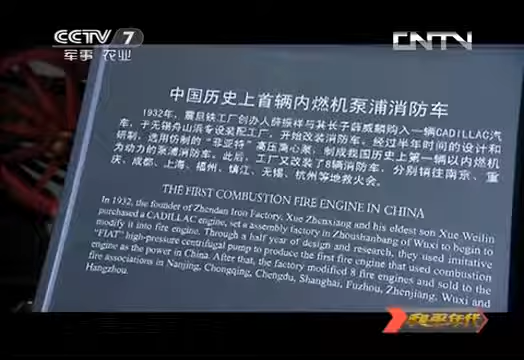 CCTV 7
军事 农业
CNTV
中国历史上首辆内燃机泵浦消防车
1932年，震旦铁工厂创办人薛振祥与其长子薛威麟购入一辆CADILLAC汽
车，于无锡舟山浜专设装配工厂，开始改装消防车。经过半年时间的设计和
研制，选用仿制的“菲亚特”高压离心泵，制成我国历史上第一辆以内燃机
为动力的泵浦消防车。此后，工厂又改装了8辆消防车，分别销往南京、重
庆、成都、上海、福州、镇江、无锡、杭州等地救火会。
THE FIRST COMBUSTION FIRE ENGINE IN CHINA
In 1932, the founder of Zhendan Iron Factory, Xue Zhenxiang and his eldest son Xue Weilin
purchased a CADILLAC engine, set a assembly factory in Zhoushanbang of Wuxi to begin to
modify it into fire engine. Through a half year of design and research, they used imitative
"FIAT" high-pressure centrifugal pump to produce the first fire engine that used combustion
engine as the power in China. After that, the factory modified 8 fire engines and sold to the
fire associations in Nanjing, Chongqing, Chengdu, Shanghai, Fuzhou, Zhenjiang, Wuxi and
Hangzhou.
和平年代